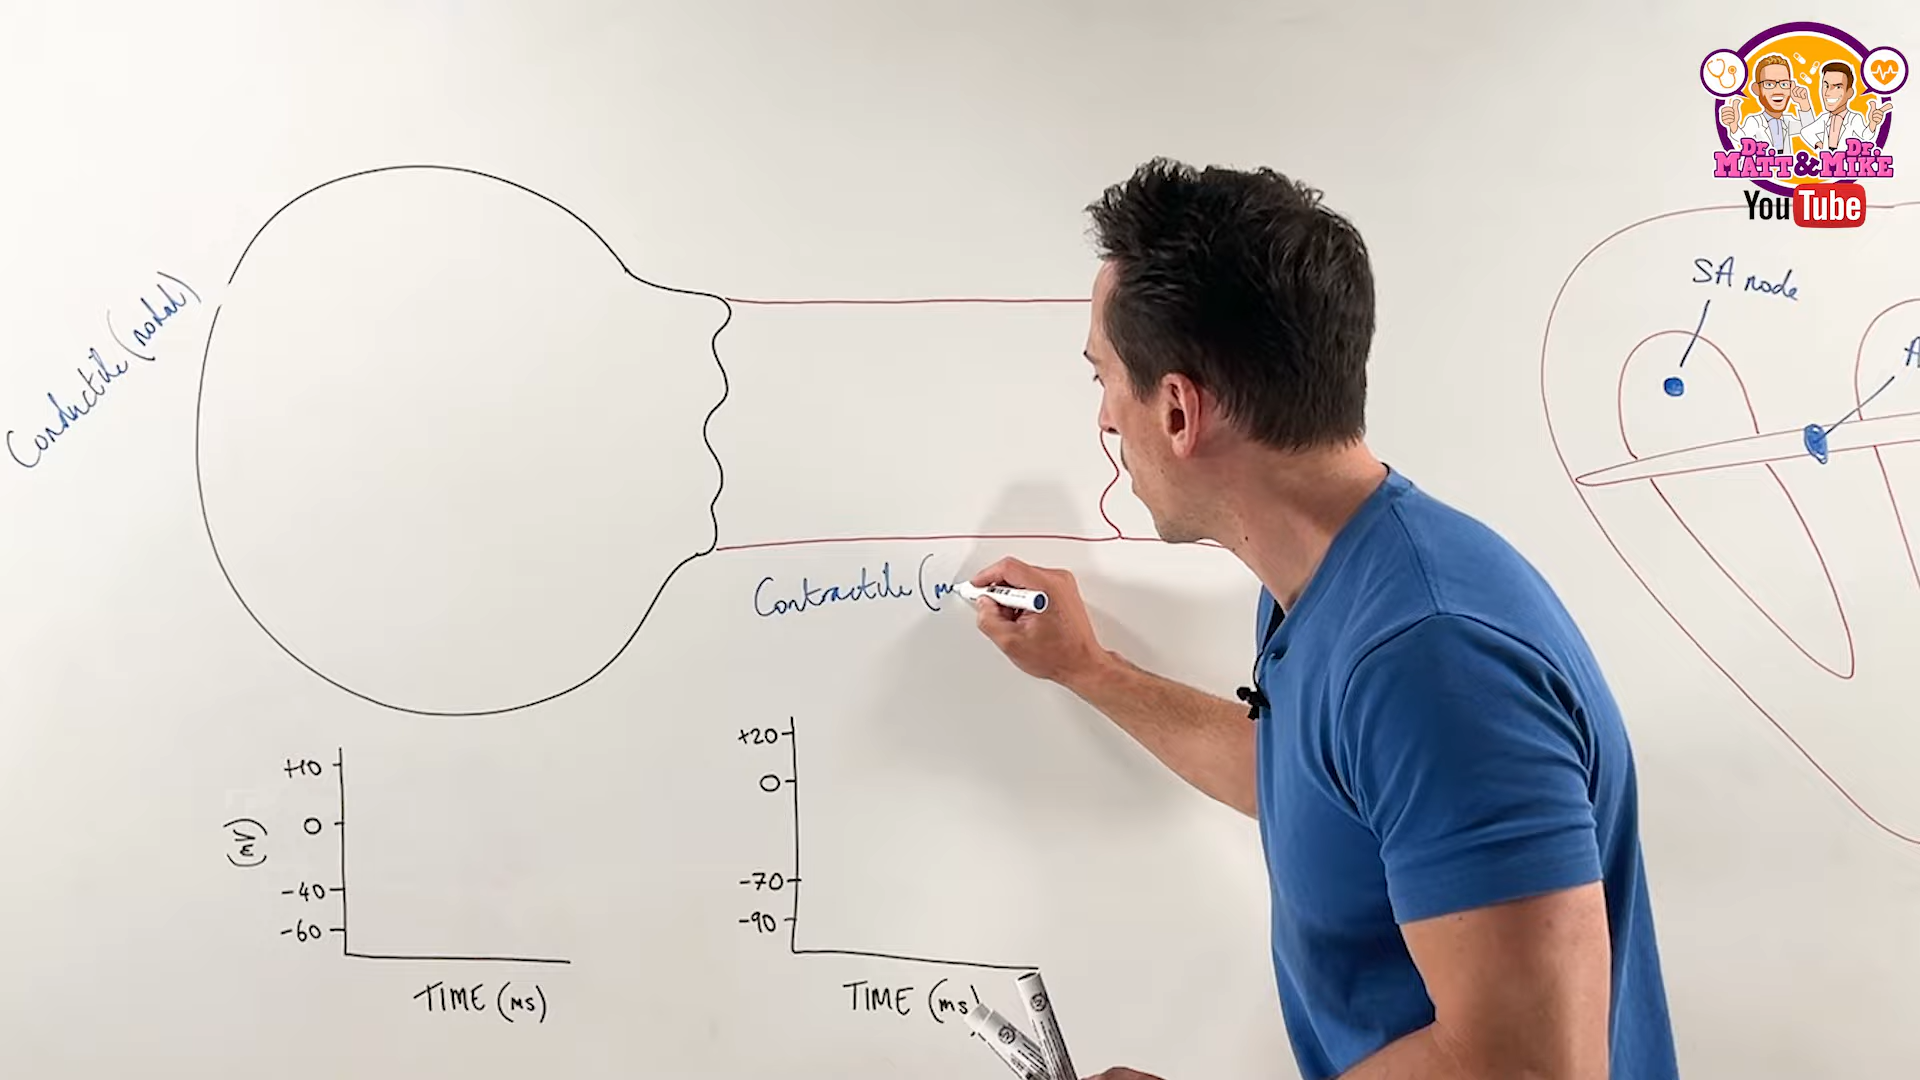 Dr. Dr.
MATT & MIKE
YouTube
SA node
A
Conductile (nodal)
Contractile (m
+10
0
-40
-60
(mV)
TIME (ms)
+20
0
-70
-90
TIME (ms)